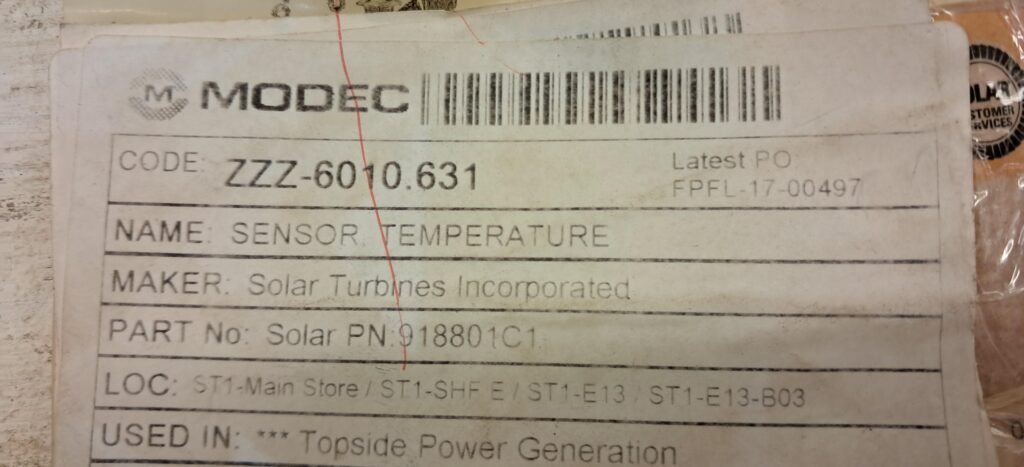 MODEC
CODE: ZZZ-6010.631
Latest PO
FPFL-17-00497
NAME: SENSOR, TEMPERATURE
MAKER: Solar Turbines Incorporated
PART No: Solar PN:918801C1
LOC: ST1-Main Store / ST1-SHF E / ST1-E13 / ST1-E13-B03
USED IN: *** Topside Power Generation